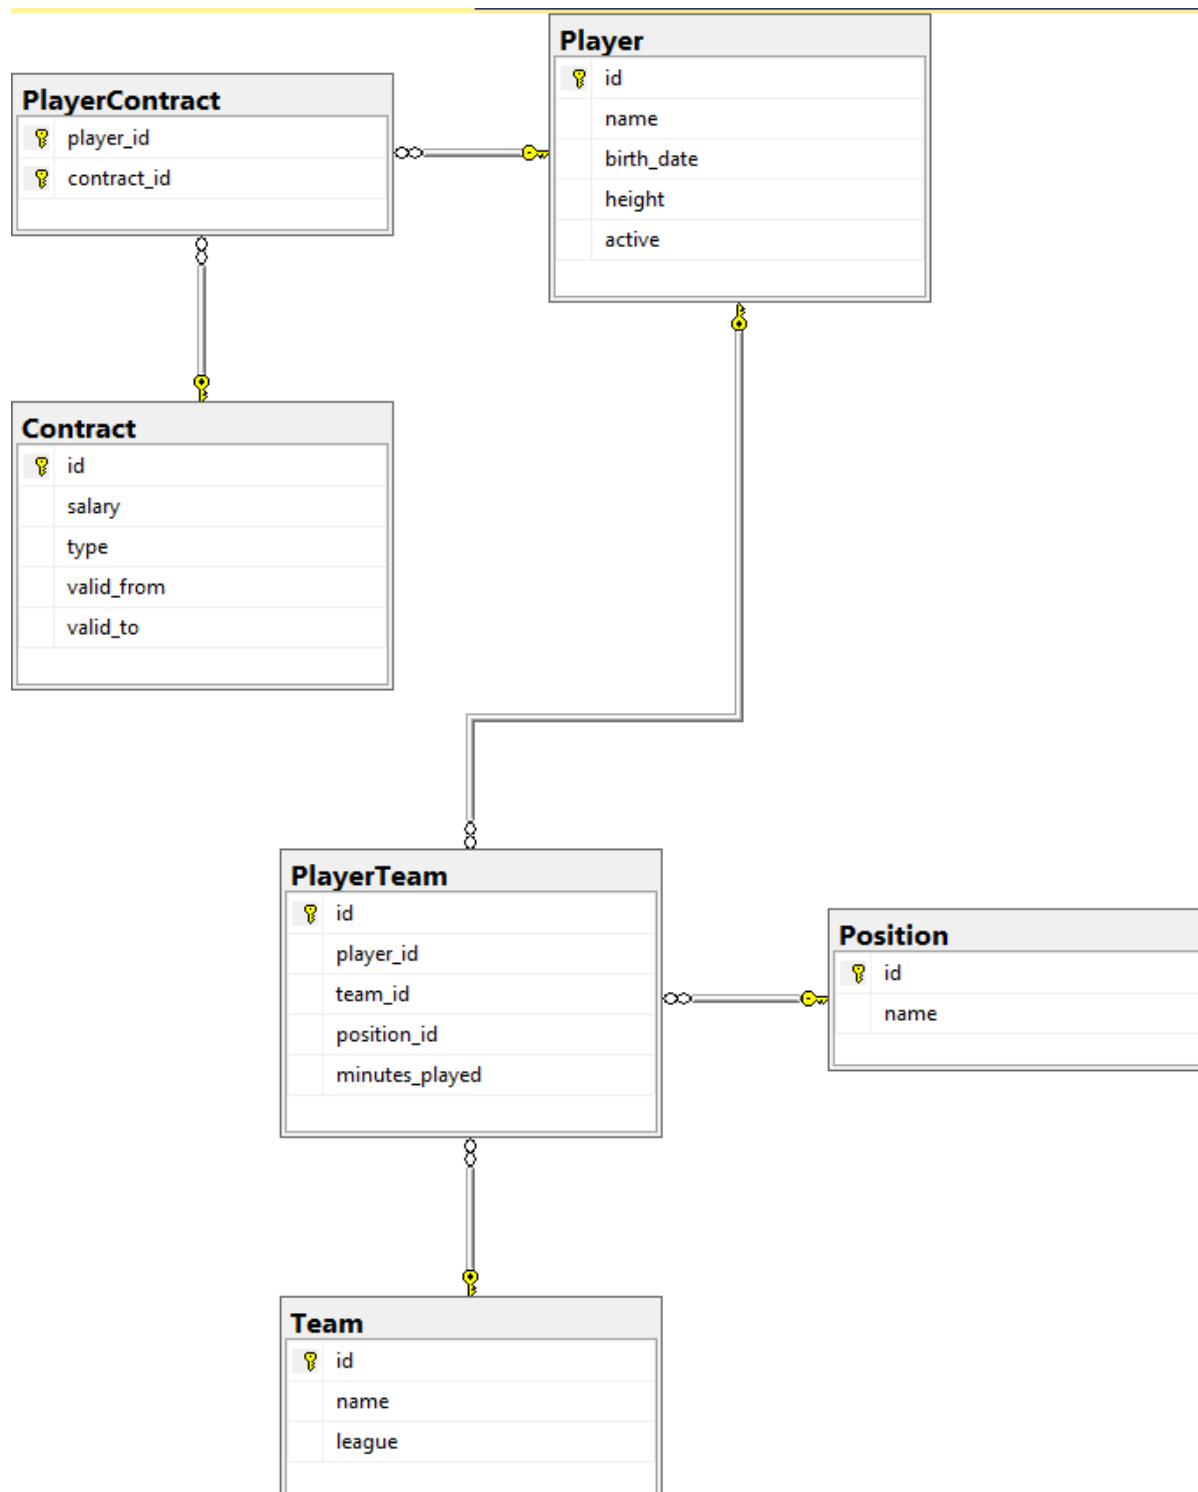 Player
id
name
birth_date
height
active
PlayerContract
player_id
contract_id
Contract
id
salary
type
valid_from
valid_to
PlayerTeam
id
player_id
team_id
position_id
minutes_played
Position
id
name
Team
id
name
league